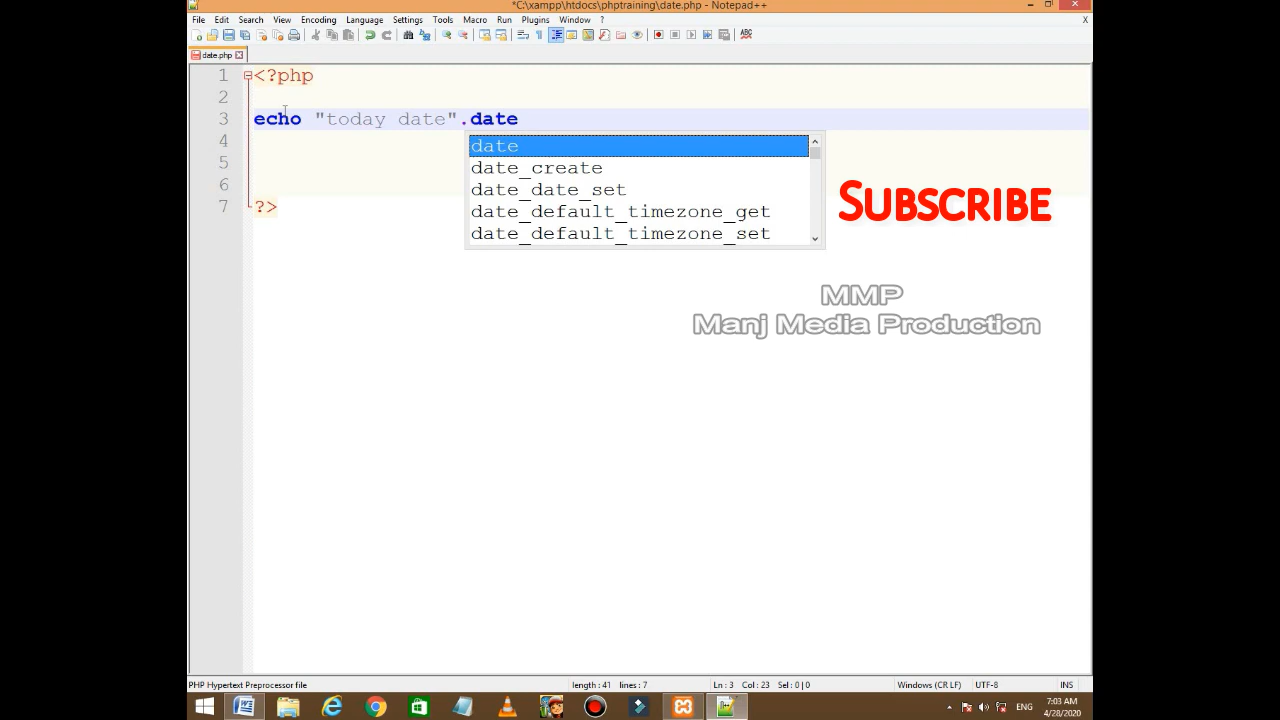 *C:\xampp\htdocs\phptraining\date.php - Notepad++
File Edit Search View Encoding Language Settings Tools Macro Run Plugins Window ? X
date.php
1 <?php
2
3 echo "today date".date
4 date
5 date_create
6 date_date_set
7 ?> date_default_timezone_get
date_default_timezone_set
SUBSCRIBE
MMP
Manj Media Production
PHP Hypertext Preprocessor file length : 41 lines : 7 Ln : 3 Col : 23 Sel : 0 | 0 Windows (CR LF) UTF-8 INS
ENG 7:03 AM
4/28/2020